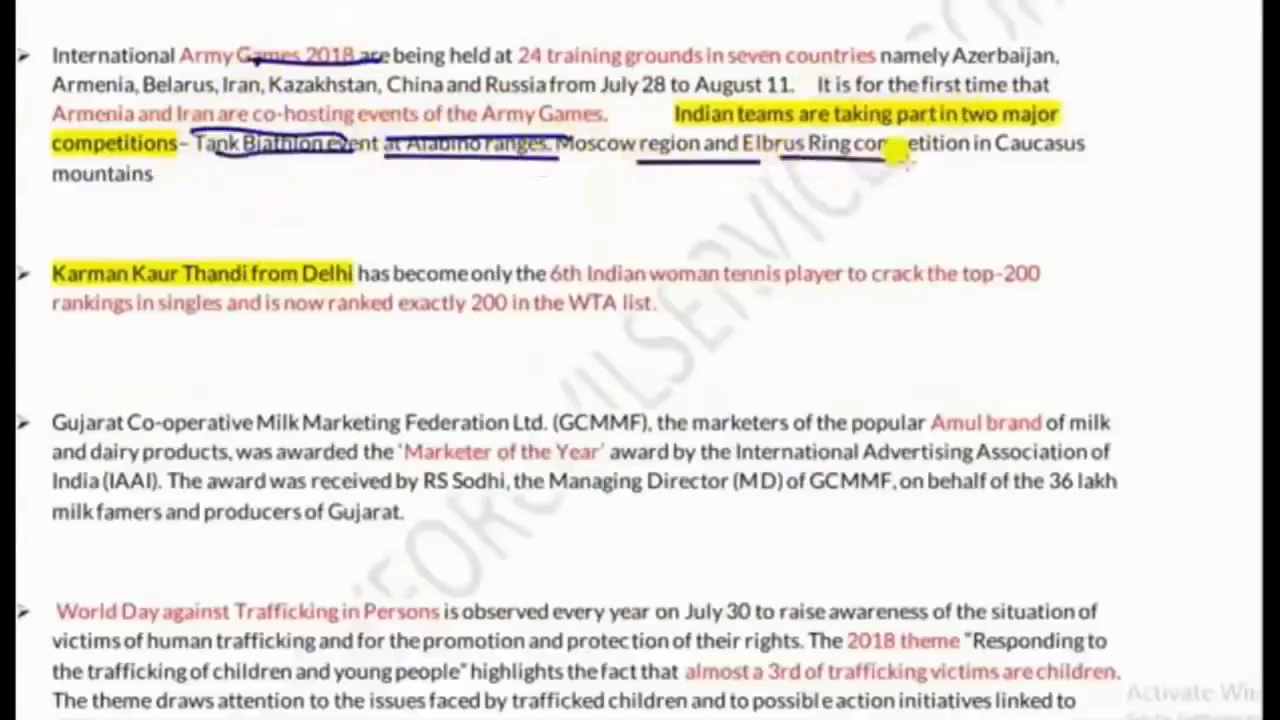 International Army Games 2018 are being held at 24 training grounds in seven countries namely Azerbaijan,
Armenia, Belarus, Iran, Kazakhstan, China and Russia from July 28 to August 11. It is for the first time that
Armenia and Iran are co-hosting events of the Army Games. Indian teams are taking part in two major
competitions– Tank Biathlon event at Alabino ranges, Moscow region and Elbrus Ring competition in Caucasus
mountains
Karman Kaur Thandi from Delhi has become only the 6th Indian woman tennis player to crack the top-200
rankings in singles and is now ranked exactly 200 in the WTA list.
Gujarat Co-operative Milk Marketing Federation Ltd. (GCMMF), the marketers of the popular Amul brand of milk
and dairy products, was awarded the 'Marketer of the Year' award by the International Advertising Association of
India (IAAI). The award was received by RS Sodhi, the Managing Director (MD) of GCMMF, on behalf of the 36 lakh
milk famers and producers of Gujarat.
World Day against Trafficking in Persons is observed every year on July 30 to raise awareness of the situation of
victims of human trafficking and for the promotion and protection of their rights. The 2018 theme "Responding to
the trafficking of children and young people" highlights the fact that almost a 3rd of trafficking victims are children.
The theme draws attention to the issues faced by trafficked children and to possible action initiatives linked to
Activate Win
FORCIVILSERVICE